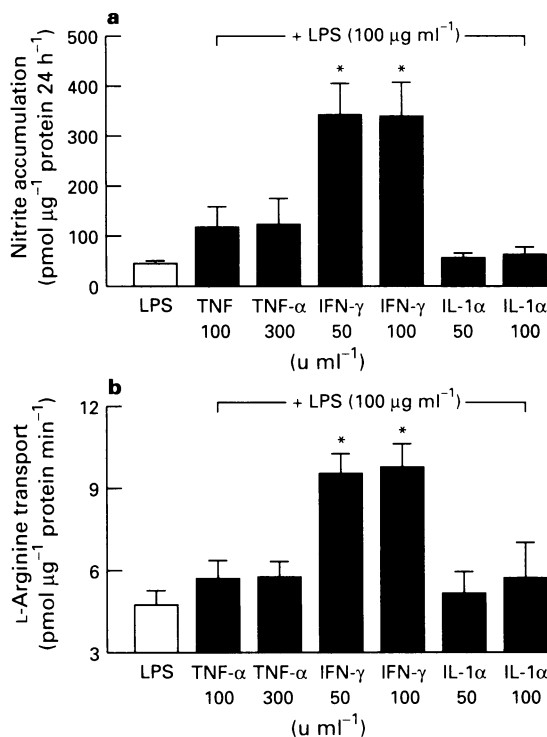 a
+ LPS (100 μg ml⁻¹)
Nitrite accumulation
(pmol μg⁻¹ protein 24 h⁻¹)
500
400
300
200
100
0
* *
LPS TNF TNF-α IFN-γ IFN-γ IL-1α IL-1α
100 300 50 100 50 100
(u ml⁻¹)
b
+ LPS (100 μg ml⁻¹)
L-Arginine transport
(pmol μg⁻¹ protein min⁻¹)
12
9
6
3
* *
LPS TNF-α TNF-α IFN-γ IFN-γ IL-1α IL-1α
100 300 50 100 50 100
(u ml⁻¹)